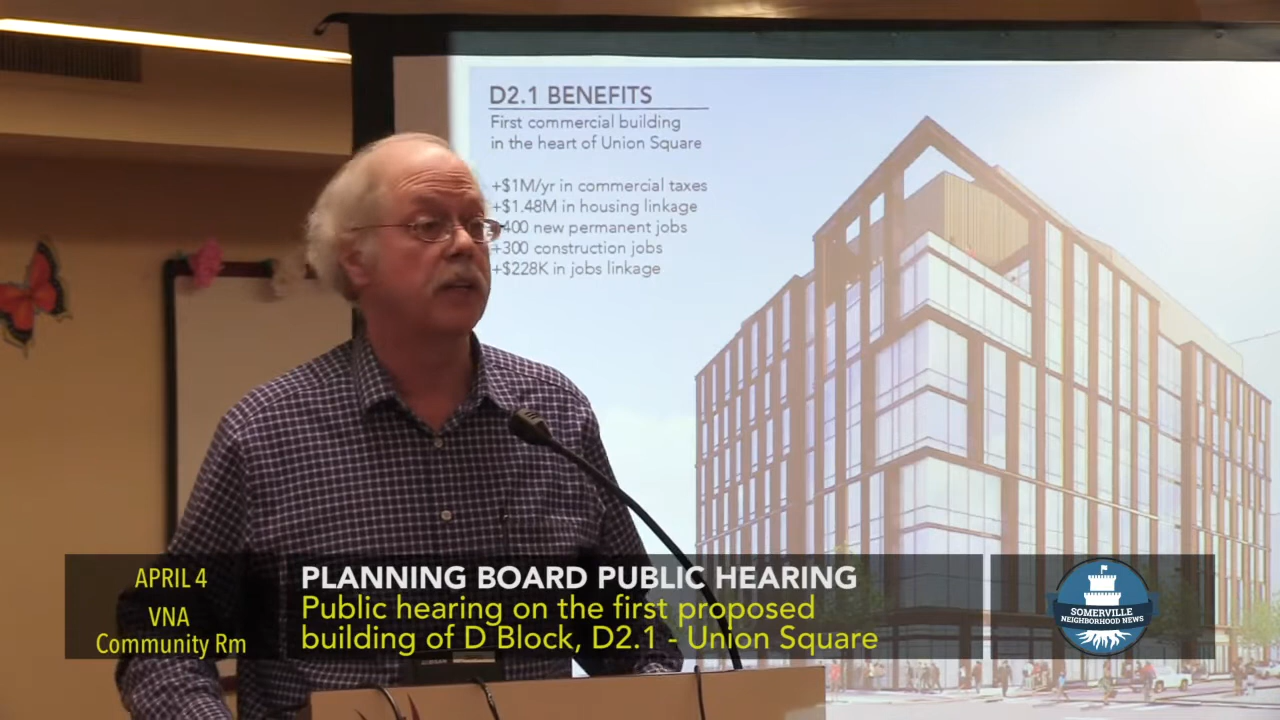 D2.1 BENEFITS
First commercial building
in the heart of Union Square
+$1M/yr in commercial taxes
+$1.48M in housing linkage
400 new permanent jobs
+300 construction jobs
+$228K in jobs linkage
APRIL 4
VNA
Community Rm
PLANNING BOARD PUBLIC HEARING
Public hearing on the first proposed
building of D Block, D2.1 - Union Square
SOMERVILLE
NEIGHBORHOOD NEWS